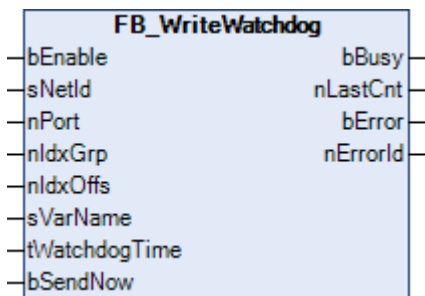 FB_WriteWatchdog
bEnable bBusy
sNetId nLastCnt
nPort bError
nIdxGrp nErrorId
nIdxOffs
sVarName
tWatchdogTime
bSendNow